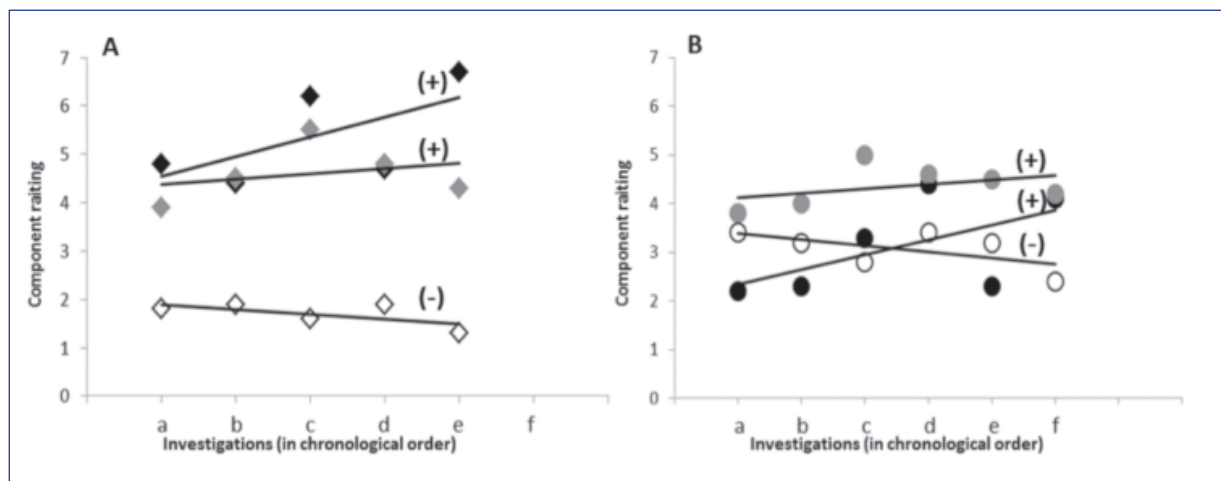 A
7
6
5
4
3
2
1
0
Component raiting
(+)
(+)
(-)
a b c d e f
Investigations (in chronological order)
B
7
6
5
4
3
2
1
0
Component raiting
(+)
(+)
(-)
a b c d e f
Investigations (in chronological order)